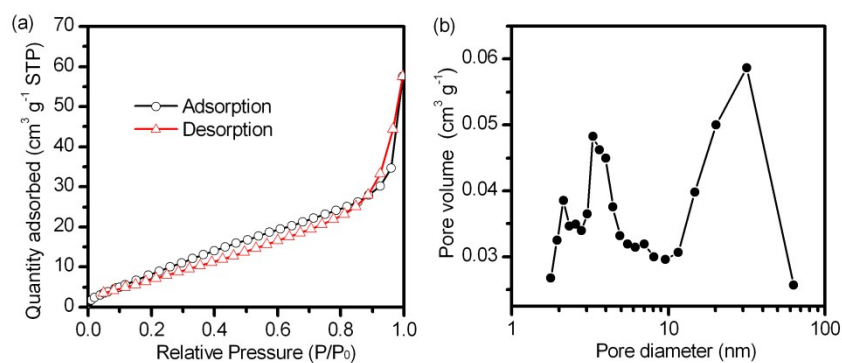 (a)
70
60
50
40
30
20
10
0
Quantity adsorbed (cm³ g⁻¹ STP)
Adsorption
Desorption
0.0 0.2 0.4 0.6 0.8 1.0
Relative Pressure (P/P₀)
(b)
0.06
0.05
0.04
0.03
Pore volume (cm³ g⁻¹)
1 10 100
Pore diameter (nm)